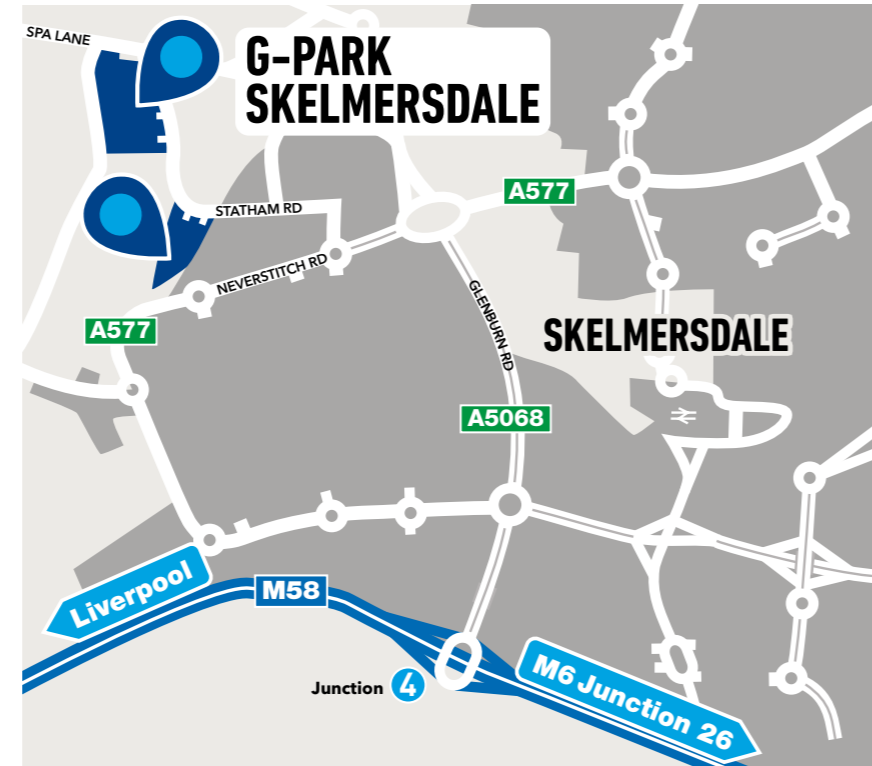 SPA LANE
G-PARK
SKELMERSDALE
A577
STATHAM RD
NEVERSTITCH RD
GLENBURN RD
A577
SKELMERSDALE
A5068
Liverpool
M58
Junction 4
M6 Junction 26